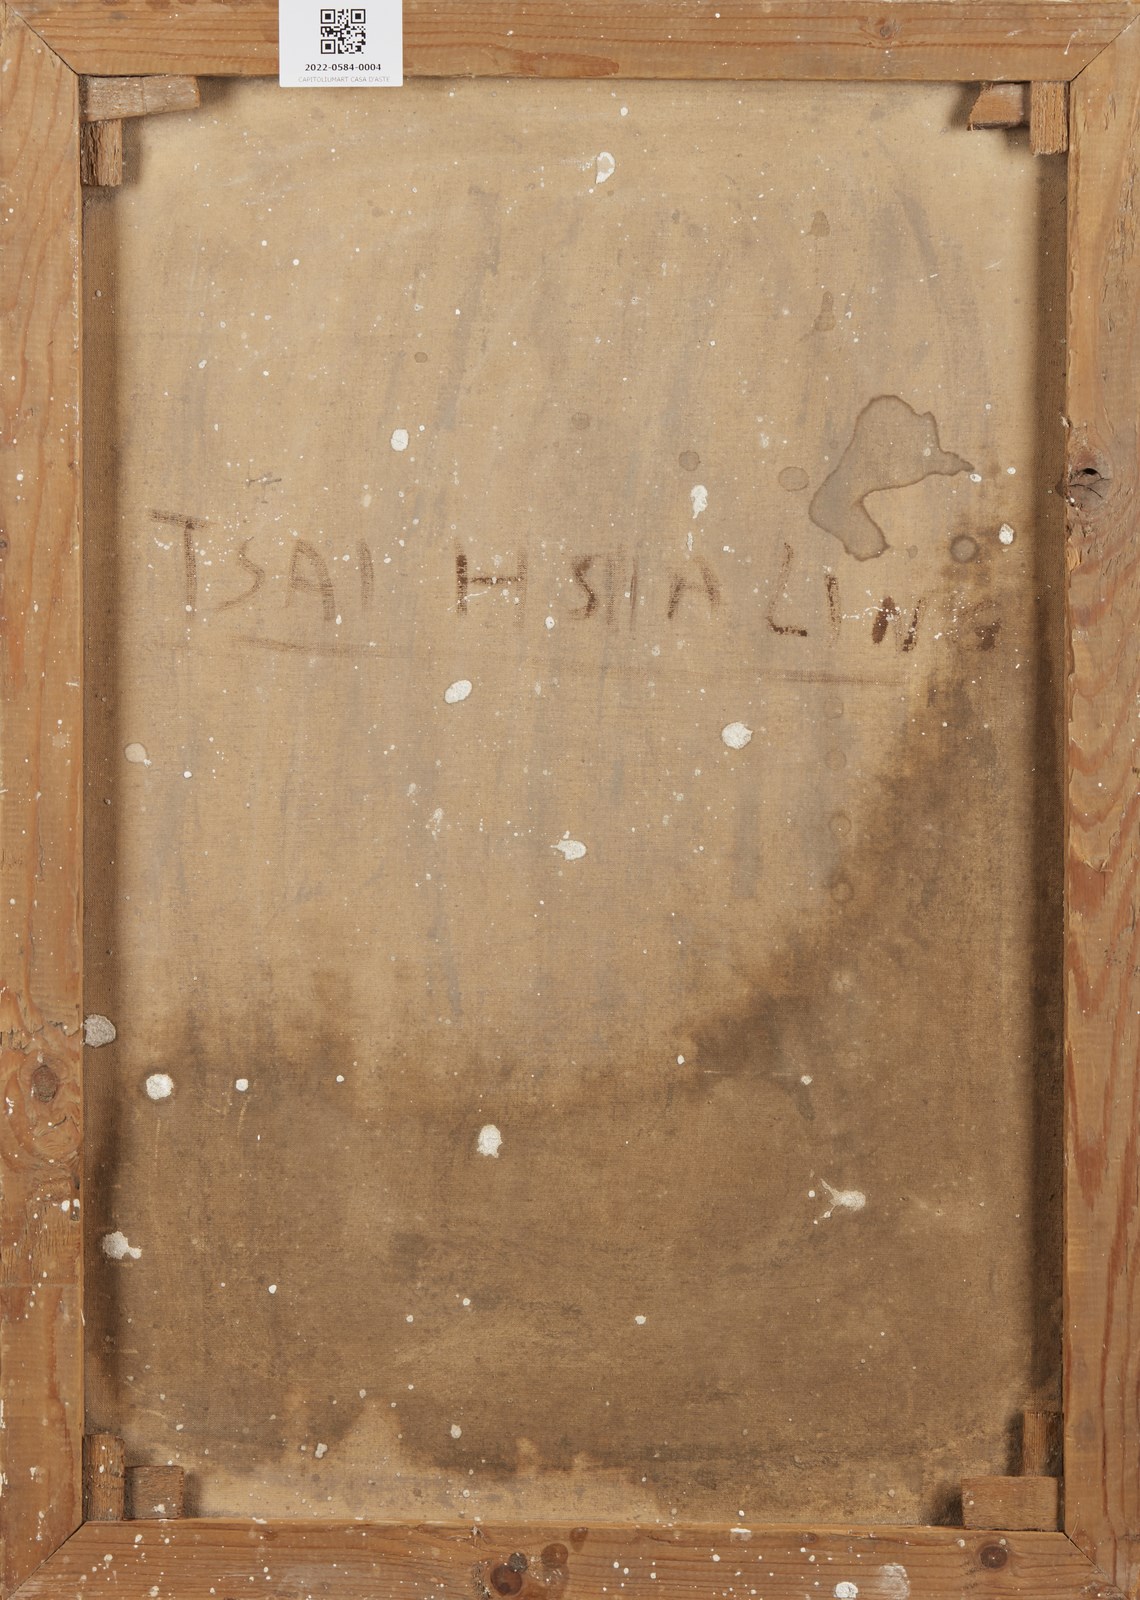 2022-0584-0004
CAPITOLIUMART CASA D'ASTE
TSAI HSIA LING